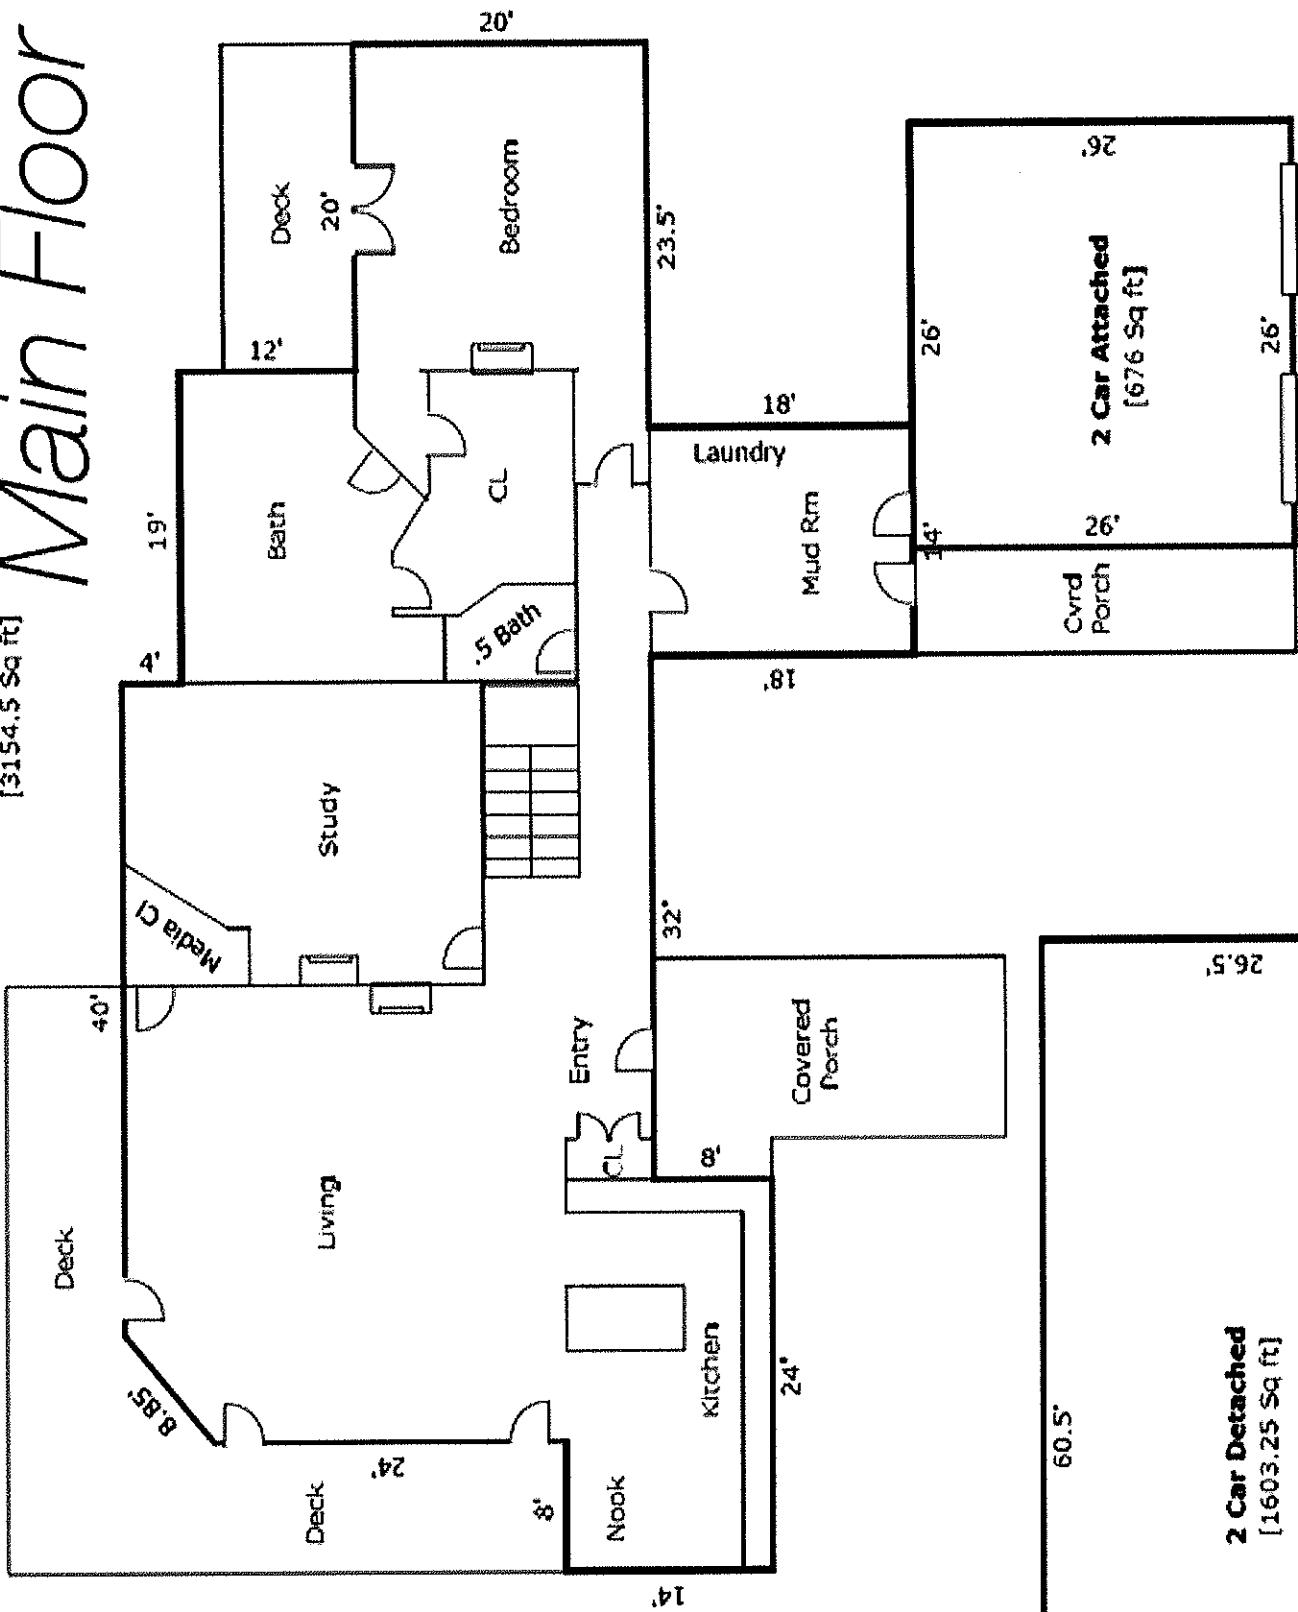 Main Floor
[3154.5 Sq ft]
20'
Deck
20'
Bedroom
12'
23.5'
19'
Bath
CL
18'
Laundry
26'
26'
2 Car Attached
[676 Sq ft]
26'
4'
.5 Bath
Mud Rm
14'
26'
Cvrd
Porch
18'
Study
Media Cl
32'
40'
Entry
Covered
Porch
26.5'
Deck
Living
CL
8'
8.85'
24'
Kitchen
24'
Deck
8'
Nook
14'
60.5'
2 Car Detached
[1603.25 Sq ft]